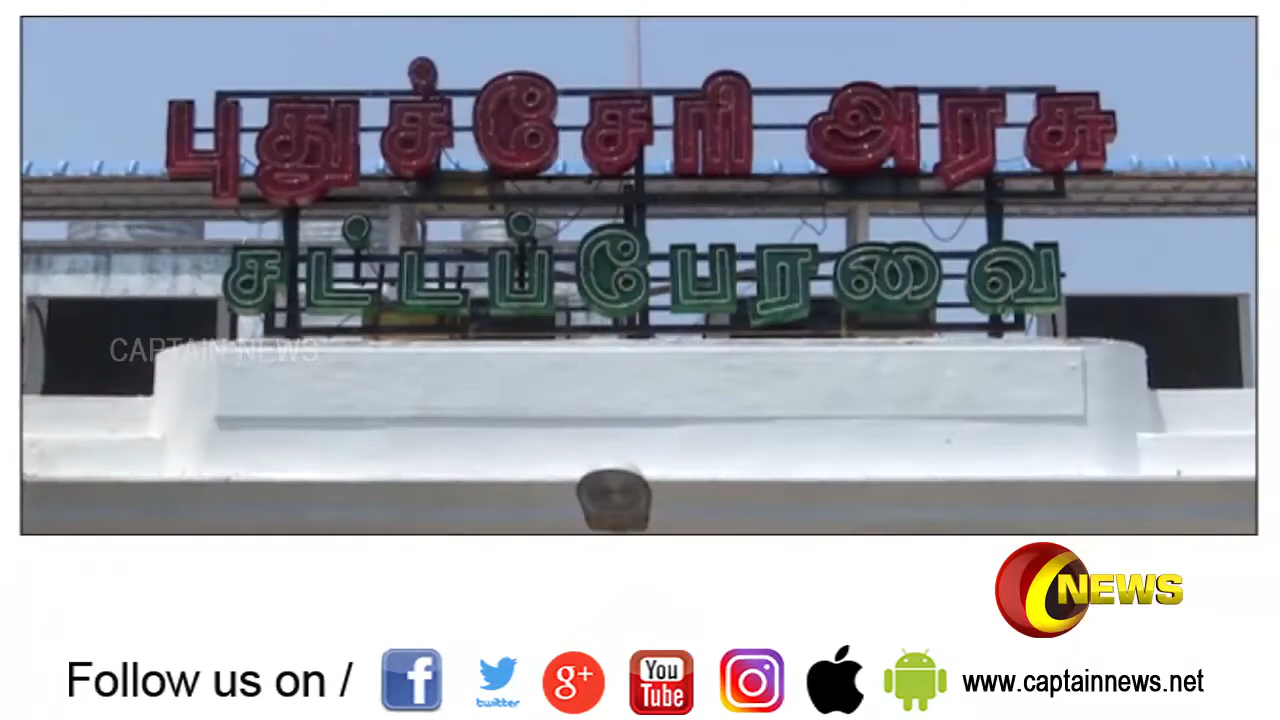 புதுச்சேரி அரசு
சட்டப்பேரவை
CAPTAIN NEWS
NEWS
Follow us on / f twitter g+ You Tube www.captainnews.net